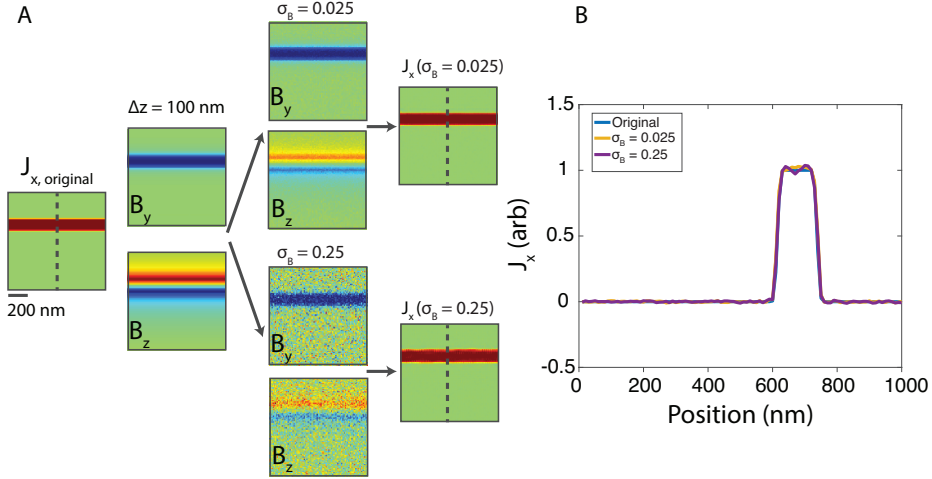 A
B
σB = 0.025
By
Jx (σB = 0.025)
Δz = 100 nm
Jx, original
By
Bz
Bz
200 nm
σB = 0.25
By
Jx (σB = 0.25)
Bz
1.5
1
0.5
0
-0.5
Jx (arb)
Original
σB = 0.025
σB = 0.25
0 200 400 600 800 1000
Position (nm)